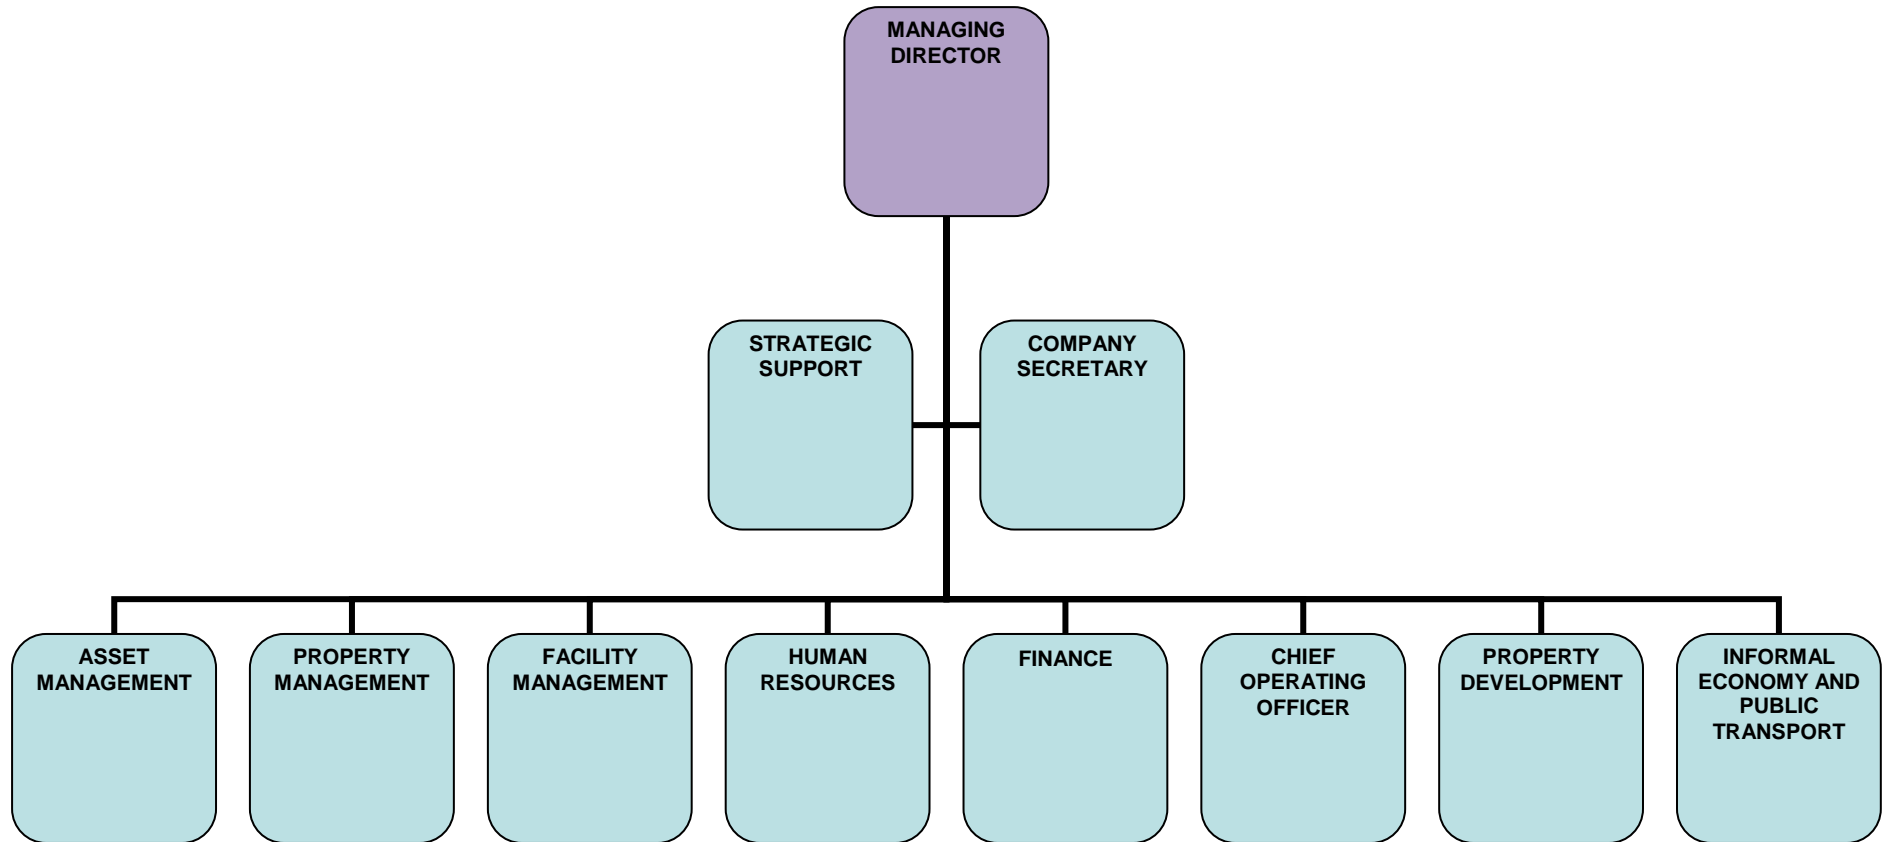 MANAGING
DIRECTOR
STRATEGIC
SUPPORT
COMPANY
SECRETARY
ASSET
MANAGEMENT
PROPERTY
MANAGEMENT
FACILITY
MANAGEMENT
HUMAN
RESOURCES
FINANCE
CHIEF
OPERATING
OFFICER
PROPERTY
DEVELOPMENT
INFORMAL
ECONOMY AND
PUBLIC
TRANSPORT